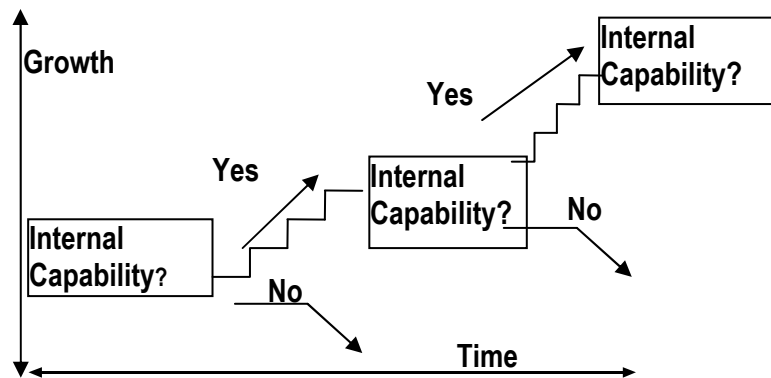 Internal
Capability?
Growth
Yes
Yes
Internal
Capability?
No
Internal
Capability?
No
Time